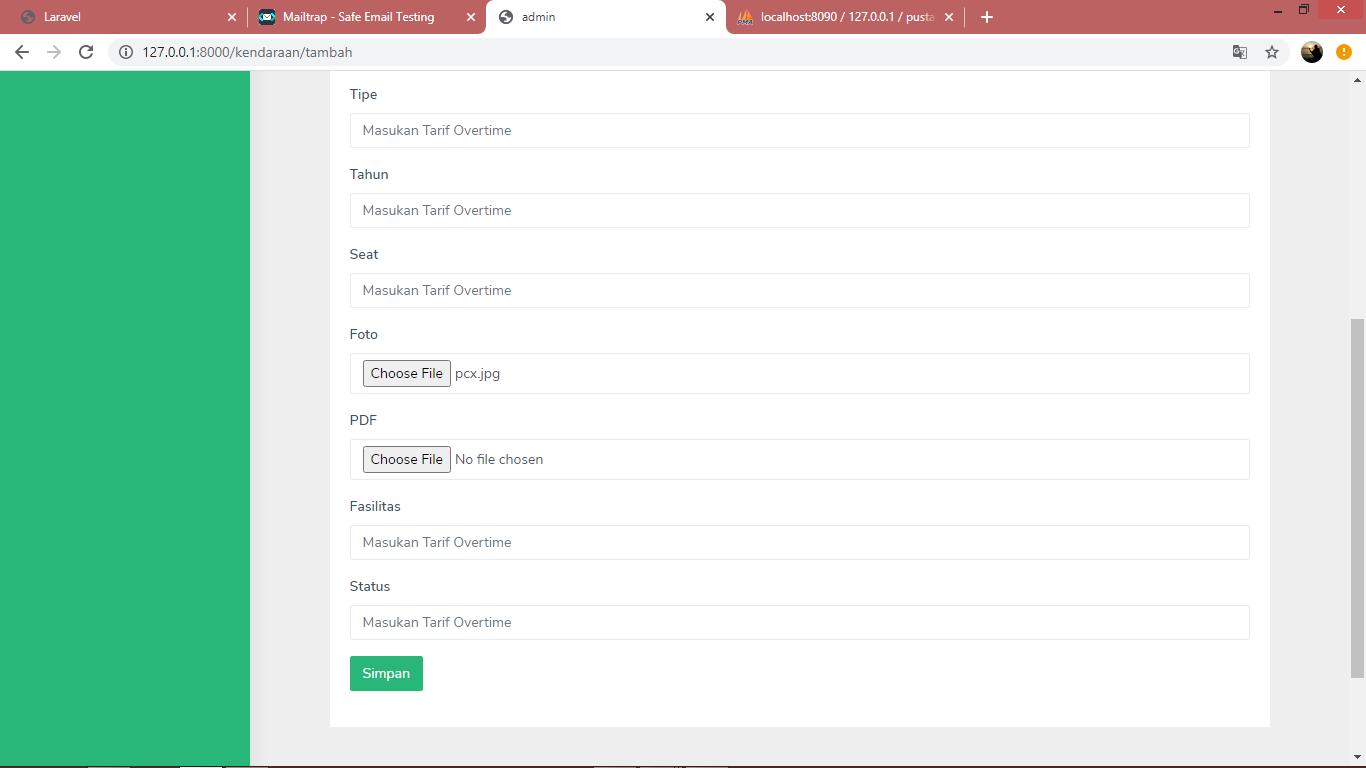 Laravel
Mailtrap - Safe Email Testing
admin
localhost:8090 / 127.0.0.1 / pusta
127.0.0.1:8000/kendaraan/tambah
Tipe
Masukan Tarif Overtime
Tahun
Masukan Tarif Overtime
Seat
Masukan Tarif Overtime
Foto
Choose File pcx.jpg
PDF
Choose File No file chosen
Fasilitas
Masukan Tarif Overtime
Status
Masukan Tarif Overtime
Simpan